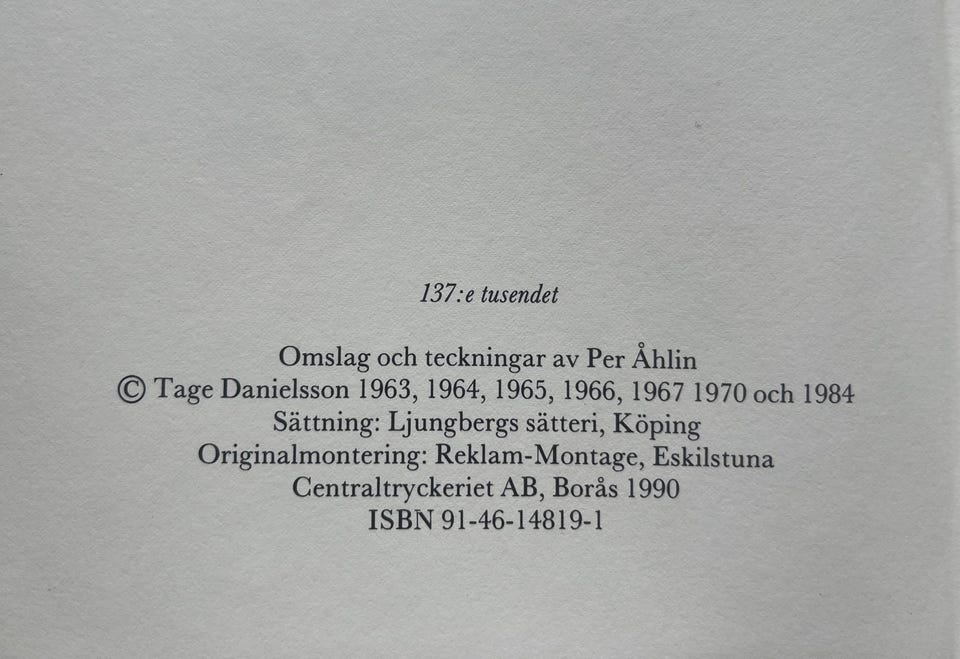 137:e tusendet
Omslag och teckningar av Per Åhlin
© Tage Danielsson 1963, 1964, 1965, 1966, 1967 1970 och 1984
Sättning: Ljungbergs sätteri, Köping
Originalmontering: Reklam-Montage, Eskilstuna
Centraltryckeriet AB, Borås 1990
ISBN 91-46-14819-1